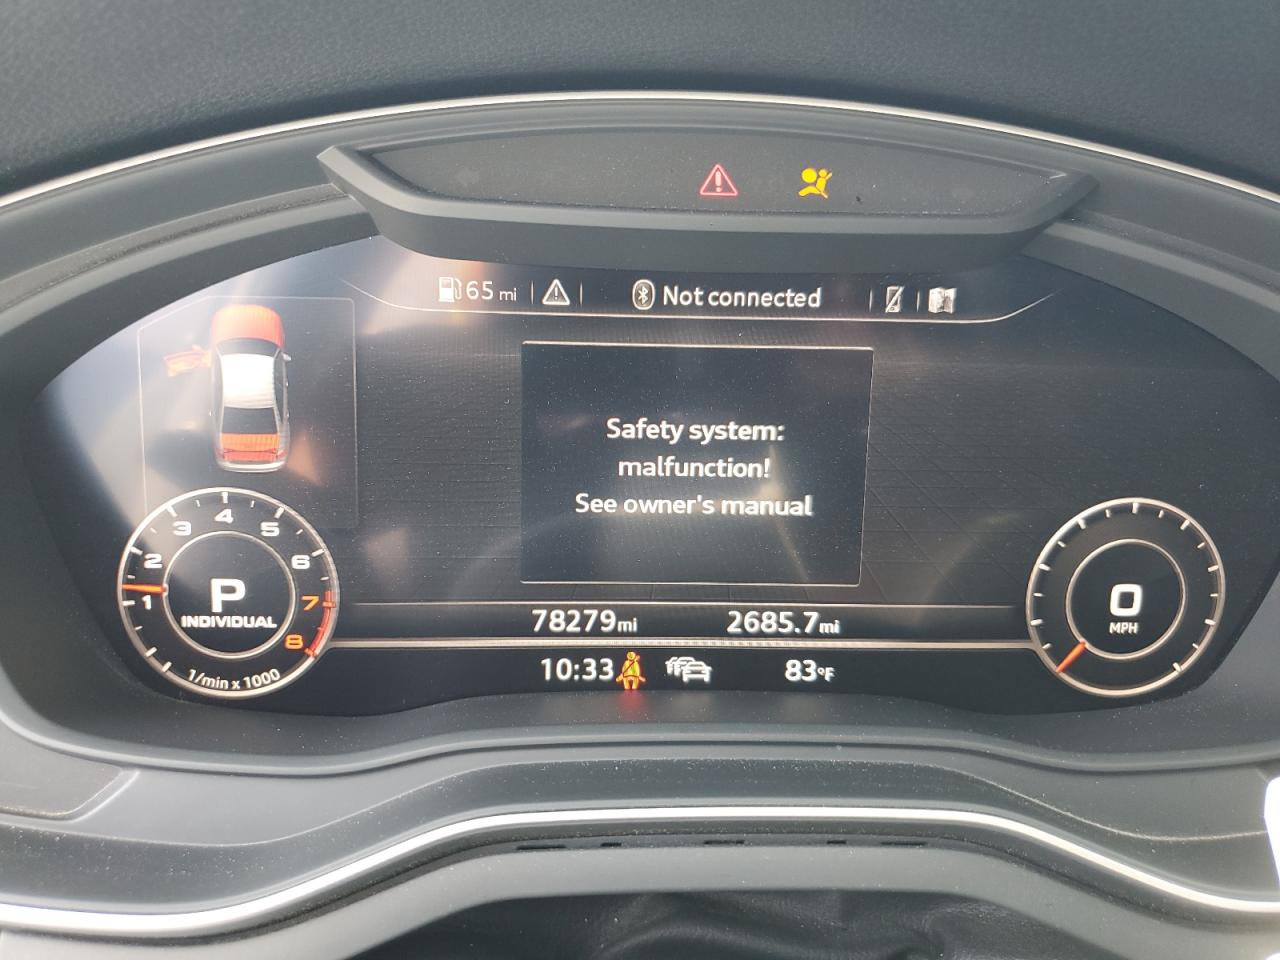 65 mi
Not connected
Safety system:
malfunction!
See owner's manual
1 2 3 4 5 6 7 8
1
P
INDIVIDUAL
1/min x 1000
0
MPH
78279mi 2685.7mi
10:33 83°F